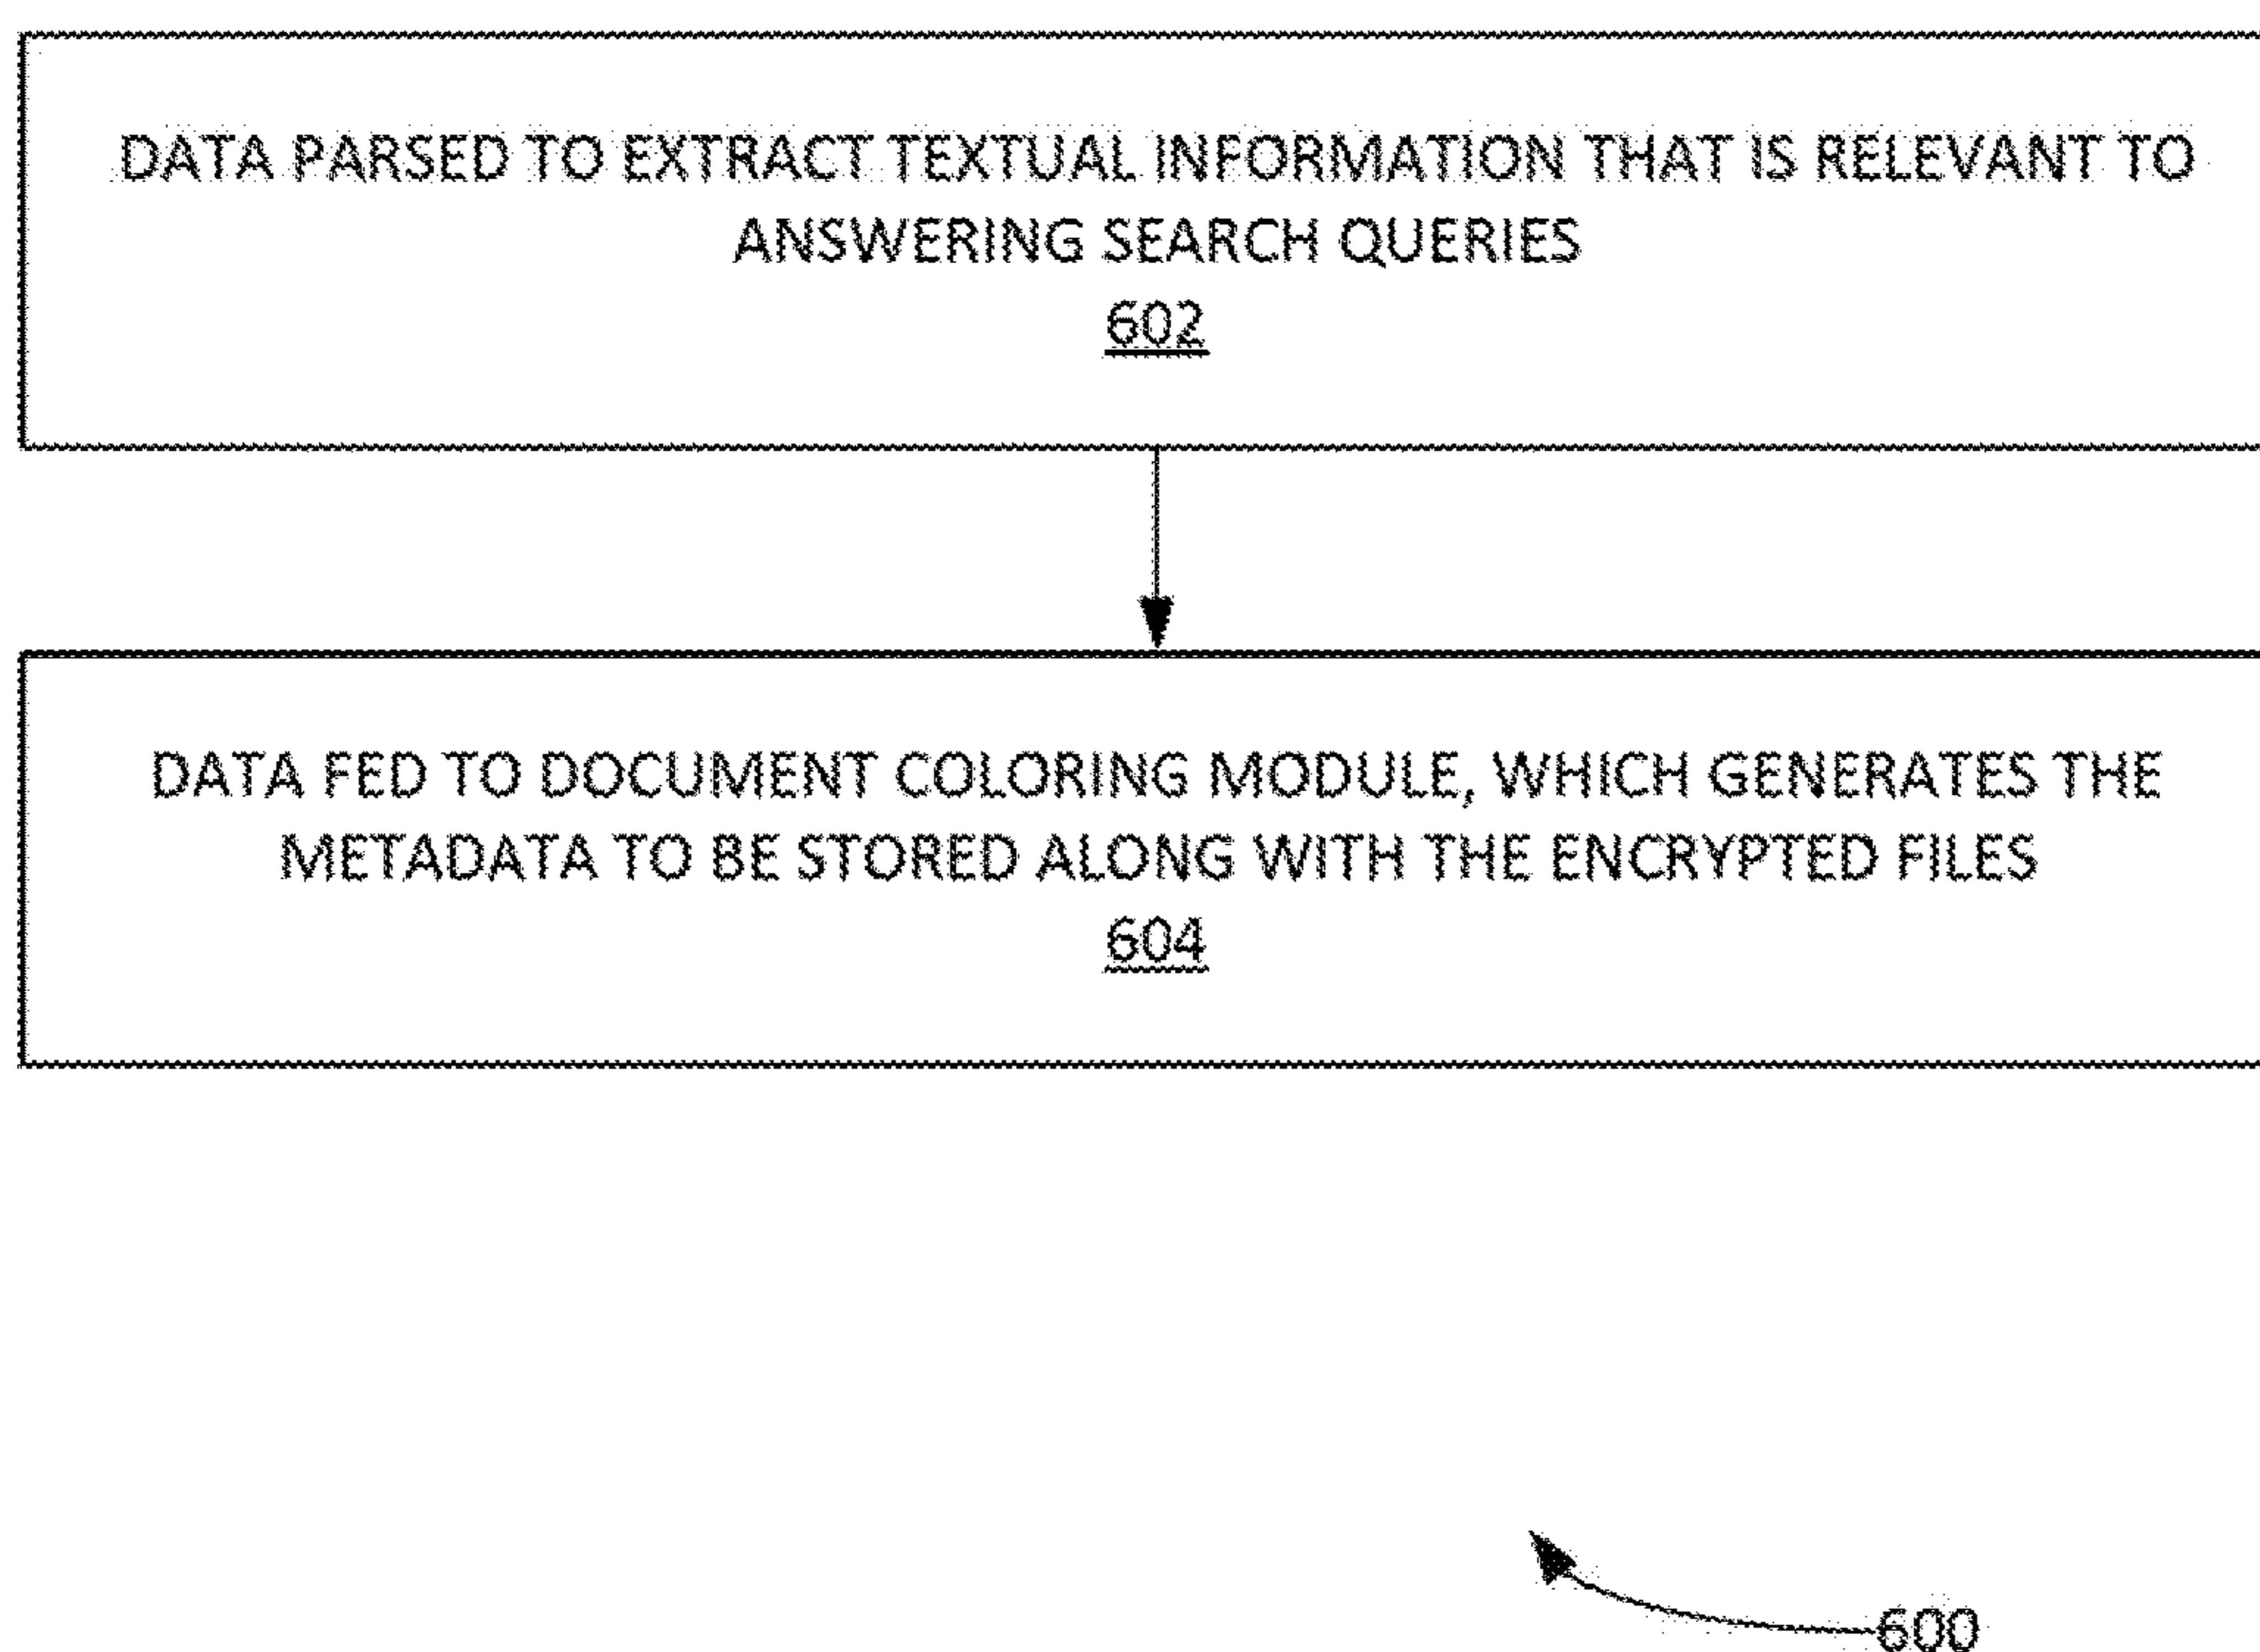 DATA PARSED TO EXTRACT TEXTUAL INFORMATION THAT IS RELEVANT TO
ANSWERING SEARCH QUERIES
602
DATA FED TO DOCUMENT COLORING MODULE, WHICH GENERATES THE
METADATA TO BE STORED ALONG WITH THE ENCRYPTED FILES
604
600